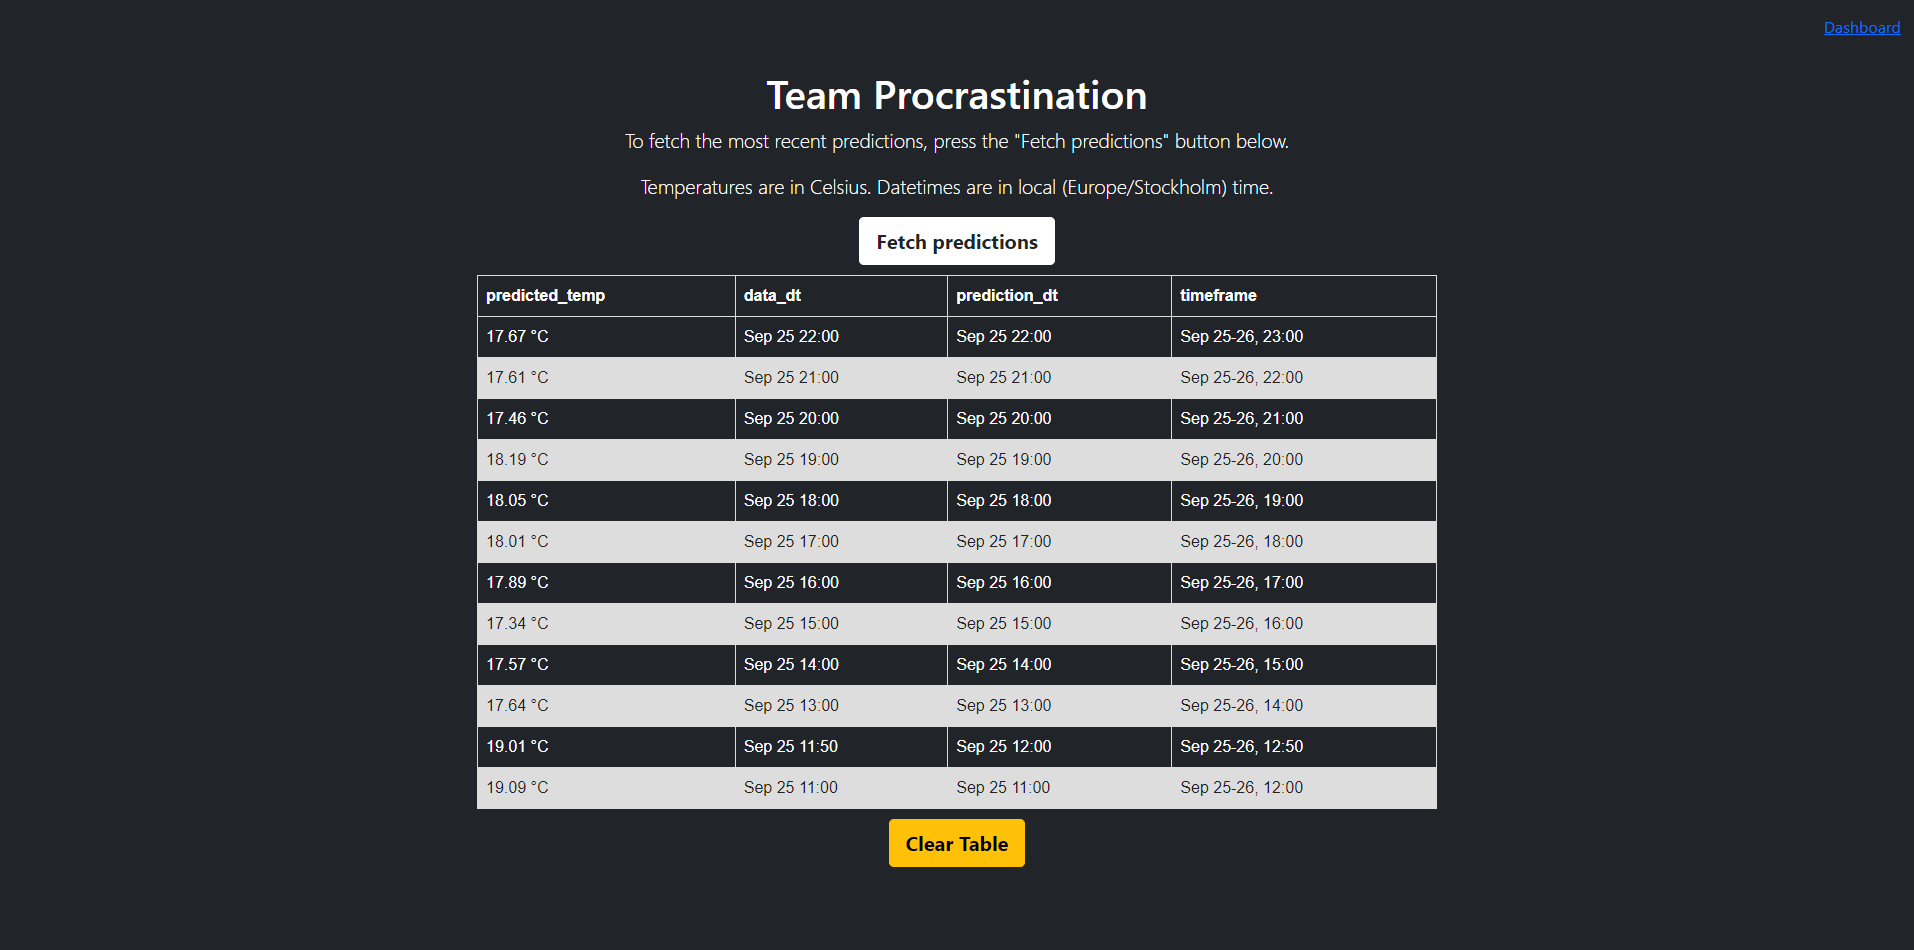 Dashboard
Team Procrastination
To fetch the most recent predictions, press the "Fetch predictions" button below.
Temperatures are in Celsius. Datetimes are in local (Europe/Stockholm) time.
Fetch predictions
predicted_temp data_dt prediction_dt timeframe
17.67 °C Sep 25 22:00 Sep 25 22:00 Sep 25-26, 23:00
17.61 °C Sep 25 21:00 Sep 25 21:00 Sep 25-26, 22:00
17.46 °C Sep 25 20:00 Sep 25 20:00 Sep 25-26, 21:00
18.19 °C Sep 25 19:00 Sep 25 19:00 Sep 25-26, 20:00
18.05 °C Sep 25 18:00 Sep 25 18:00 Sep 25-26, 19:00
18.01 °C Sep 25 17:00 Sep 25 17:00 Sep 25-26, 18:00
17.89 °C Sep 25 16:00 Sep 25 16:00 Sep 25-26, 17:00
17.34 °C Sep 25 15:00 Sep 25 15:00 Sep 25-26, 16:00
17.57 °C Sep 25 14:00 Sep 25 14:00 Sep 25-26, 15:00
17.64 °C Sep 25 13:00 Sep 25 13:00 Sep 25-26, 14:00
19.01 °C Sep 25 11:50 Sep 25 12:00 Sep 25-26, 12:50
19.09 °C Sep 25 11:00 Sep 25 11:00 Sep 25-26, 12:00
Clear Table